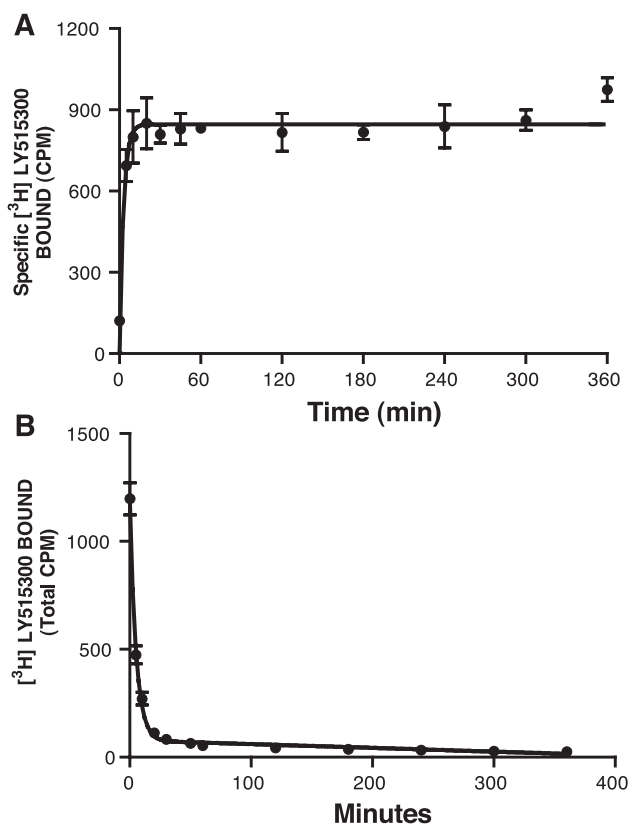 A
1200
900
600
300
0
Specific [³H] LY515300
BOUND (CPM)
0 60 120 180 240 300 360
Time (min)
B
1500
1000
500
0
[³H] LY515300 BOUND
(Total CPM)
0 100 200 300 400
Minutes